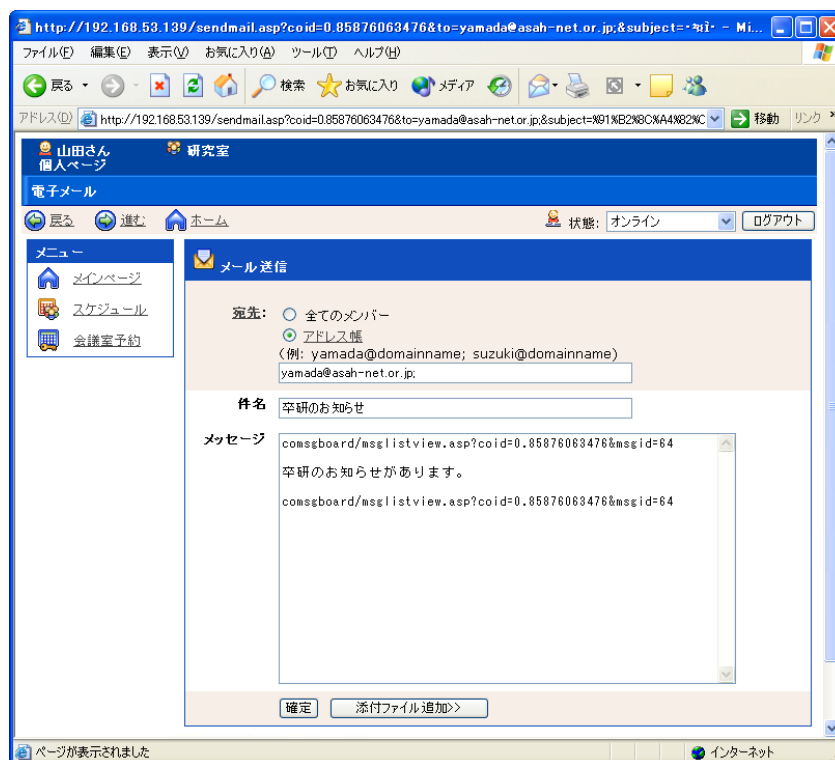 http://192.168.53.139/sendmail.asp?coid=0.85876063476&to=yamada@asah-net.or.jp;&subject= - Mi...
ファイル(F) 編集(E) 表示(V) お気に入り(A) ツール(T) ヘルプ(H)
戻る 検索 お気に入り メディア
アドレス(D) http://192.168.53.139/sendmail.asp?coid=0.85876063476&to=yamada@asah-net.or.jp;&subject=%91%B2%8C%A4%82%C 移動 リンク »
山田さん 研究室
個人ページ
電子メール
戻る 進む ホーム 状態: オンライン ログアウト
メニュー
メインページ
スケジュール
会議室予約
メール送信
宛先: 全てのメンバー
アドレス帳
(例: yamada@domainname; suzuki@domainname)
yamada@asah-net.or.jp;
件名 卒研のお知らせ
メッセージ comsgboard/msglistview.asp?coid=0.85876063476&msgid=64
卒研のお知らせがあります。
comsgboard/msglistview.asp?coid=0.85876063476&msgid=64
確定 添付ファイル追加>>
ページが表示されました インターネット